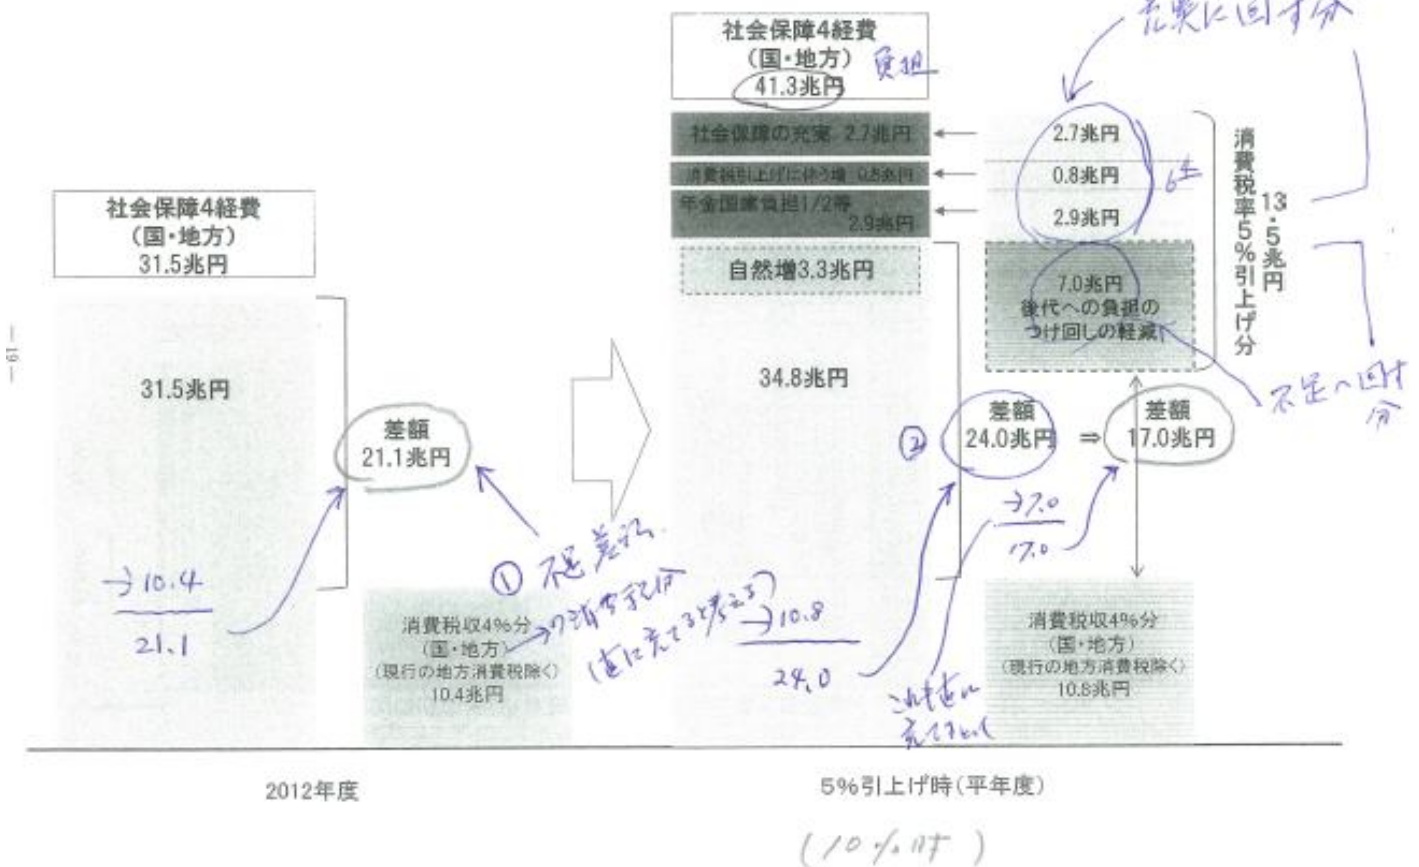 充実に回す分
社会保障4経費
(国・地方)
41.3兆円
負担
社会保障の充実 2.7兆円
消費税引上げに伴う増 0.8兆円
年金国庫負担1/2等
2.9兆円
自然増3.3兆円
34.8兆円
2.7兆円
0.8兆円
2.9兆円
7.0兆円
後代への負担の
つけ回しの軽減
消費税率5%引上げ分
13.5兆円
不足へ回す
分
社会保障4経費
(国・地方)
31.5兆円
31.5兆円
差額
21.1兆円
→10.4
21.1
①不足差額
消費税収4%分
(国・地方)
(現行の地方消費税除く)
10.4兆円
②
差額
24.0兆円
⇒
差額
17.0兆円
→7.0
17.0
→10.8
24.0
消費税収4%分
(国・地方)
(現行の地方消費税除く)
10.8兆円
2012年度
5%引上げ時(平年度)
(10%時)
—19—